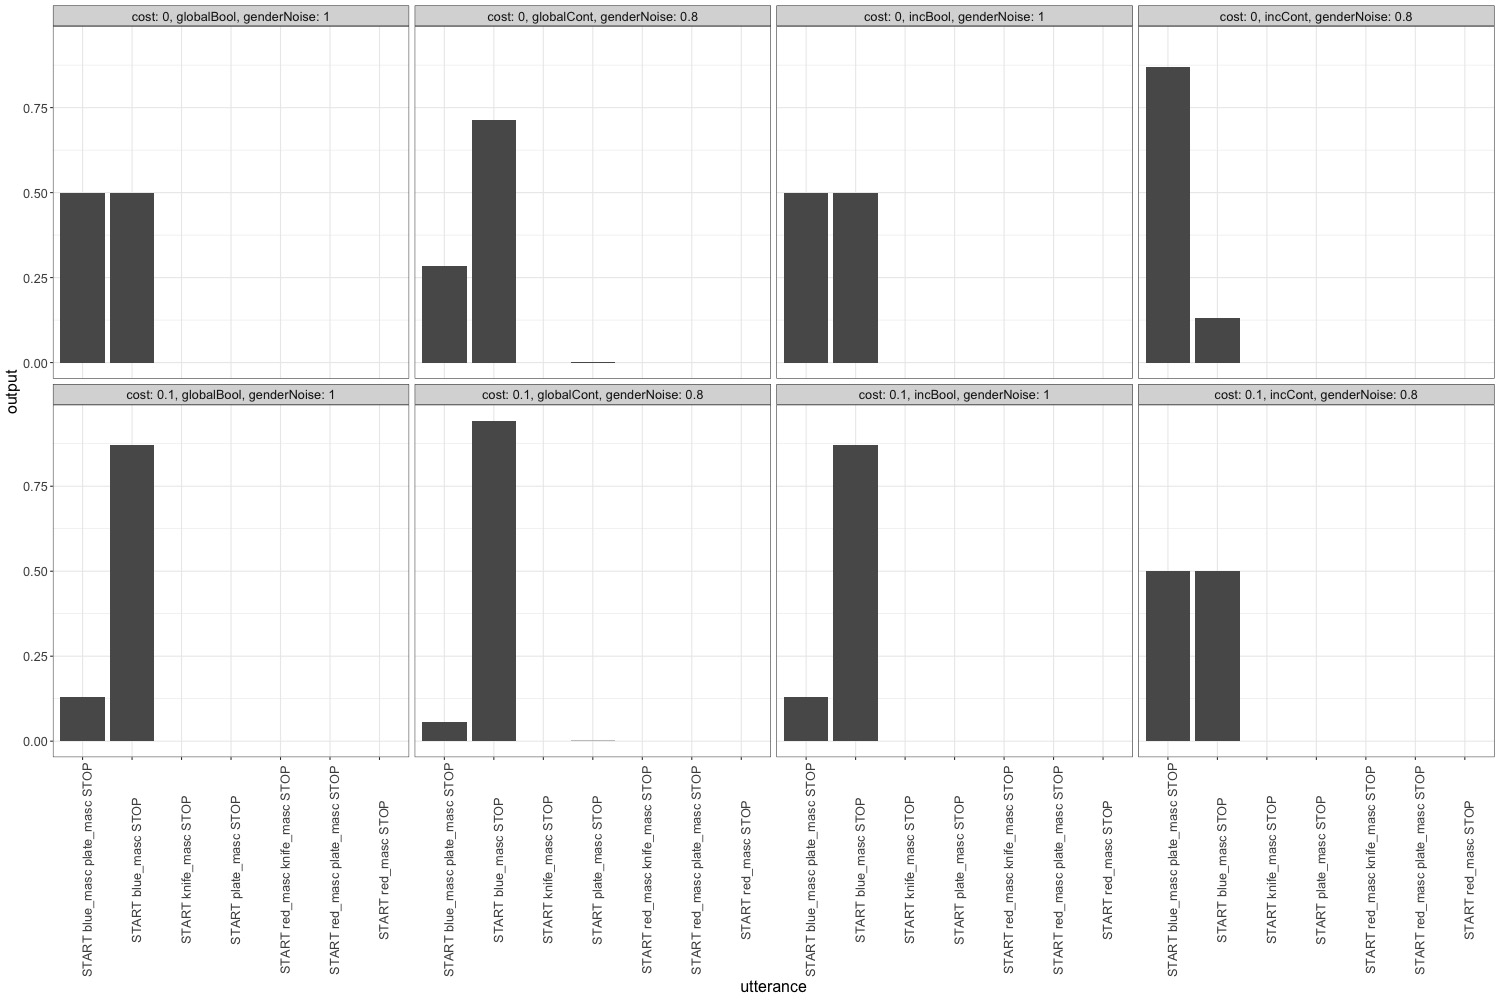 cost: 0, globalBool, genderNoise: 1
cost: 0, globalCont, genderNoise: 0.8
cost: 0, incBool, genderNoise: 1
cost: 0, incCont, genderNoise: 0.8
0.75
0.50
0.25
0.00
output
cost: 0.1, globalBool, genderNoise: 1
cost: 0.1, globalCont, genderNoise: 0.8
cost: 0.1, incBool, genderNoise: 1
cost: 0.1, incCont, genderNoise: 0.8
0.75
0.50
0.25
0.00
START blue_masc plate_masc STOP
START blue_masc STOP
START knife_masc STOP
START plate_masc STOP
START red_masc knife_masc STOP
START red_masc plate_masc STOP
START red_masc STOP
START blue_masc plate_masc STOP
START blue_masc STOP
START knife_masc STOP
START plate_masc STOP
START red_masc knife_masc STOP
START red_masc plate_masc STOP
START red_masc STOP
START blue_masc plate_masc STOP
START blue_masc STOP
START knife_masc STOP
START plate_masc STOP
START red_masc knife_masc STOP
START red_masc plate_masc STOP
START red_masc STOP
START blue_masc plate_masc STOP
START blue_masc STOP
START knife_masc STOP
START plate_masc STOP
START red_masc knife_masc STOP
START red_masc plate_masc STOP
START red_masc STOP
utterance